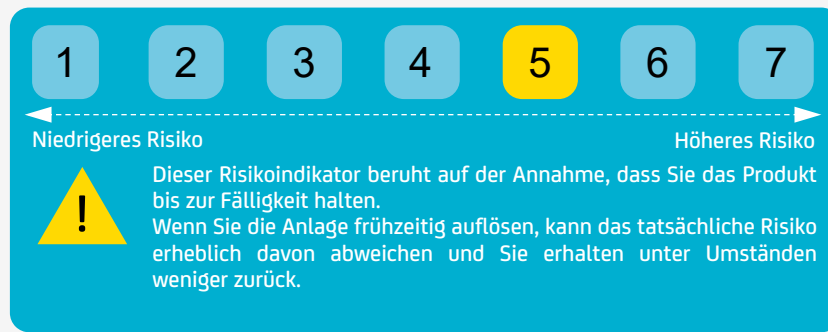 1 2 3 4 5 6 7
Niedrigeres Risiko Höheres Risiko
Dieser Risikoindikator beruht auf der Annahme, dass Sie das Produkt
bis zur Fälligkeit halten.
Wenn Sie die Anlage frühzeitig auflösen, kann das tatsächliche Risiko
erheblich davon abweichen und Sie erhalten unter Umständen
weniger zurück.
!